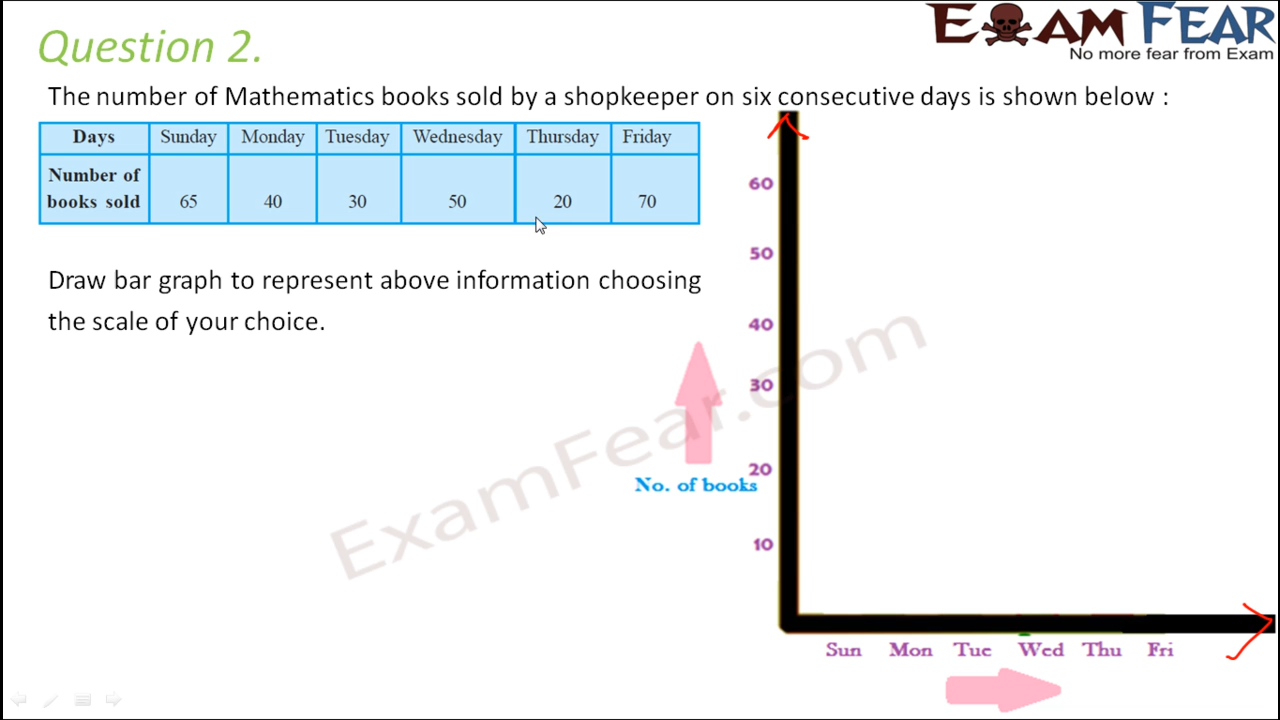 Question 2.
EXAM FEAR
No more fear from Exam
The number of Mathematics books sold by a shopkeeper on six consecutive days is shown below :
Days Sunday Monday Tuesday Wednesday Thursday Friday
Number of
books sold 65 40 30 50 20 70
Draw bar graph to represent above information choosing
the scale of your choice.
60
50
40
30
20
No. of books
10
Sun Mon Tue Wed Thu Fri
ExamFear.com